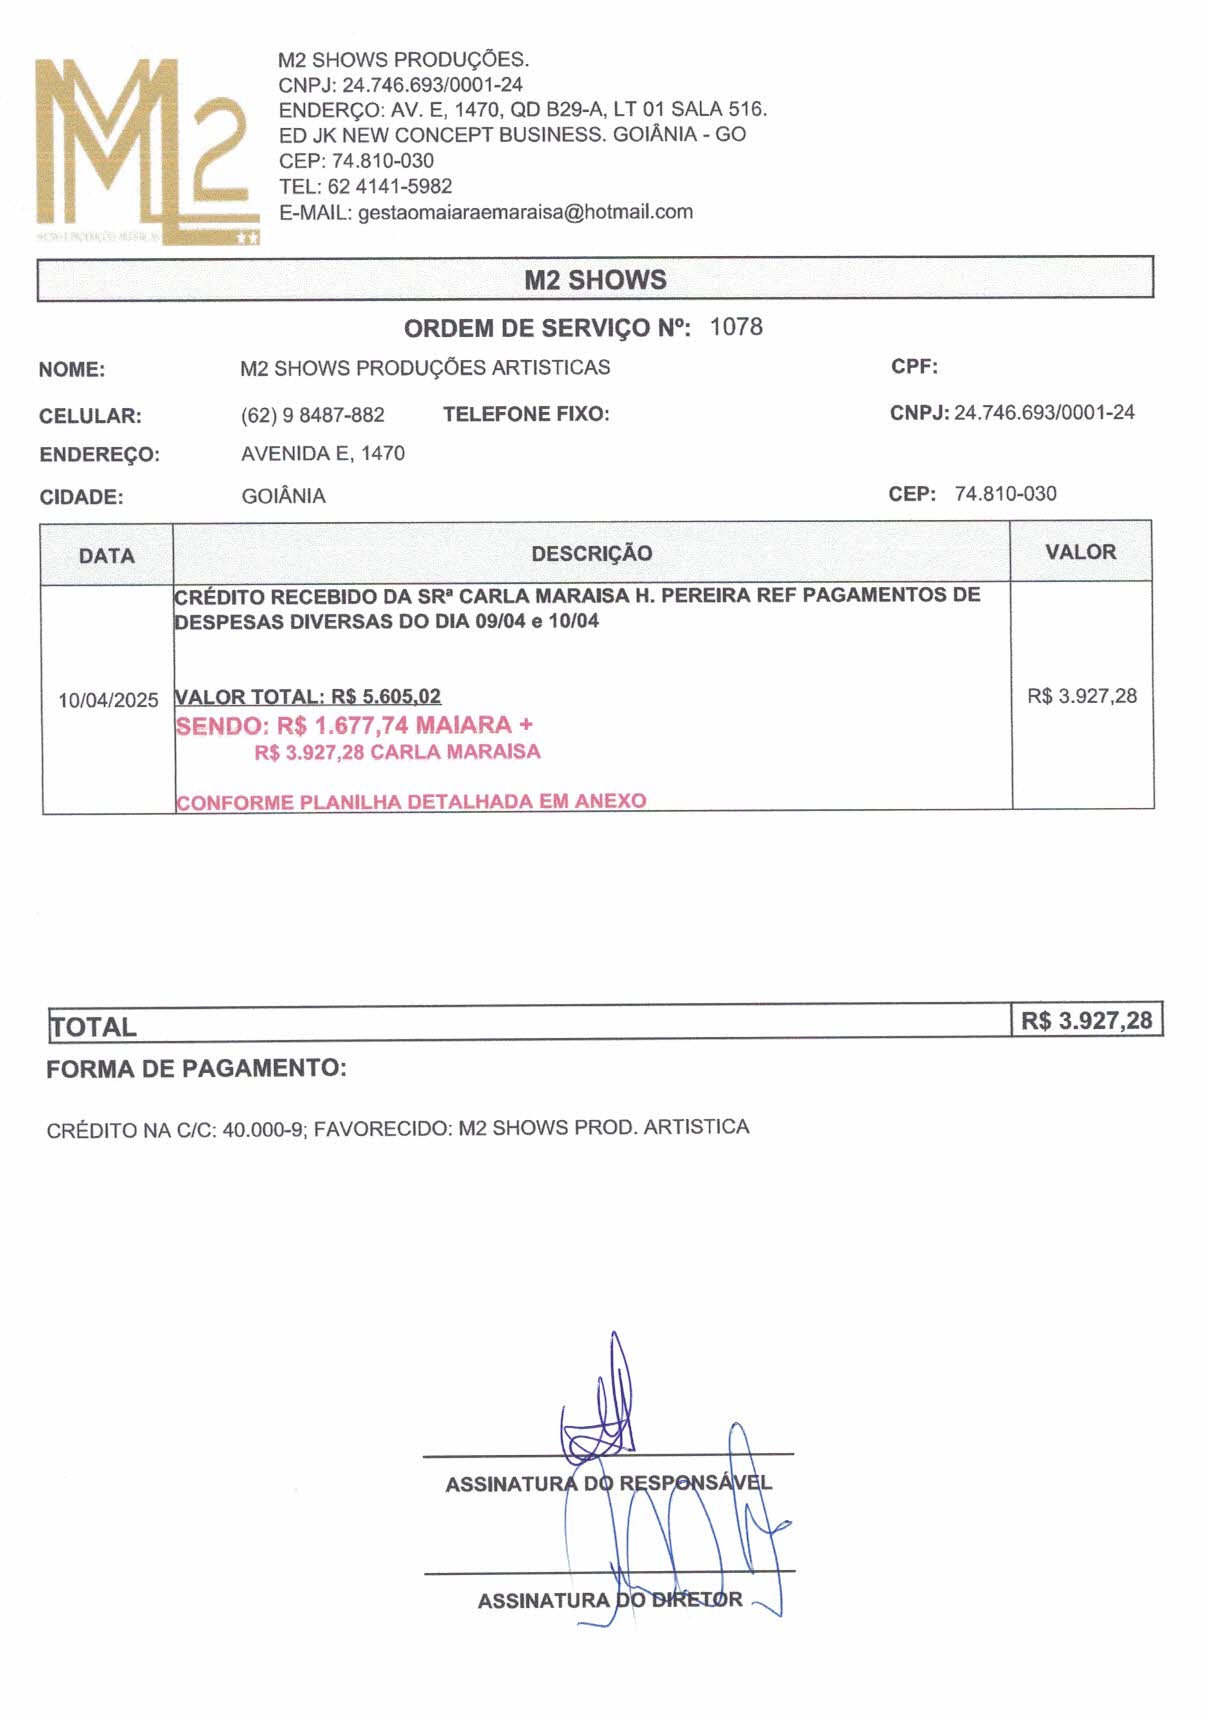 M2 SHOWS PRODUÇÕES.
CNPJ: 24.746.693/0001-24
ENDERÇO: AV. E, 1470, QD B29-A, LT 01 SALA 516.
ED JK NEW CONCEPT BUSINESS. GOIÂNIA - GO
CEP: 74.810-030
TEL: 62 4141-5982
E-MAIL: gestaomaiaraemaraisa@hotmail.com
M2
M2 SHOWS
ORDEM DE SERVIÇO Nº: 1078
NOME: M2 SHOWS PRODUÇÕES ARTISTICAS CPF:
CELULAR: (62) 9 8487-882 TELEFONE FIXO: CNPJ: 24.746.693/0001-24
ENDEREÇO: AVENIDA E, 1470
CIDADE: GOIÂNIA CEP: 74.810-030
DATA DESCRIÇÃO VALOR
CRÉDITO RECEBIDO DA SRª CARLA MARAISA H. PEREIRA REF PAGAMENTOS DE
DESPESAS DIVERSAS DO DIA 09/04 e 10/04
10/04/2025 VALOR TOTAL: R$ 5.605,02 R$ 3.927,28
SENDO: R$ 1.677,74 MAIARA +
R$ 3.927,28 CARLA MARAISA
CONFORME PLANILHA DETALHADA EM ANEXO
TOTAL R$ 3.927,28
FORMA DE PAGAMENTO:
CRÉDITO NA C/C: 40.000-9; FAVORECIDO: M2 SHOWS PROD. ARTISTICA
ASSINATURA DO RESPONSÁVEL
ASSINATURA DO DIRETOR